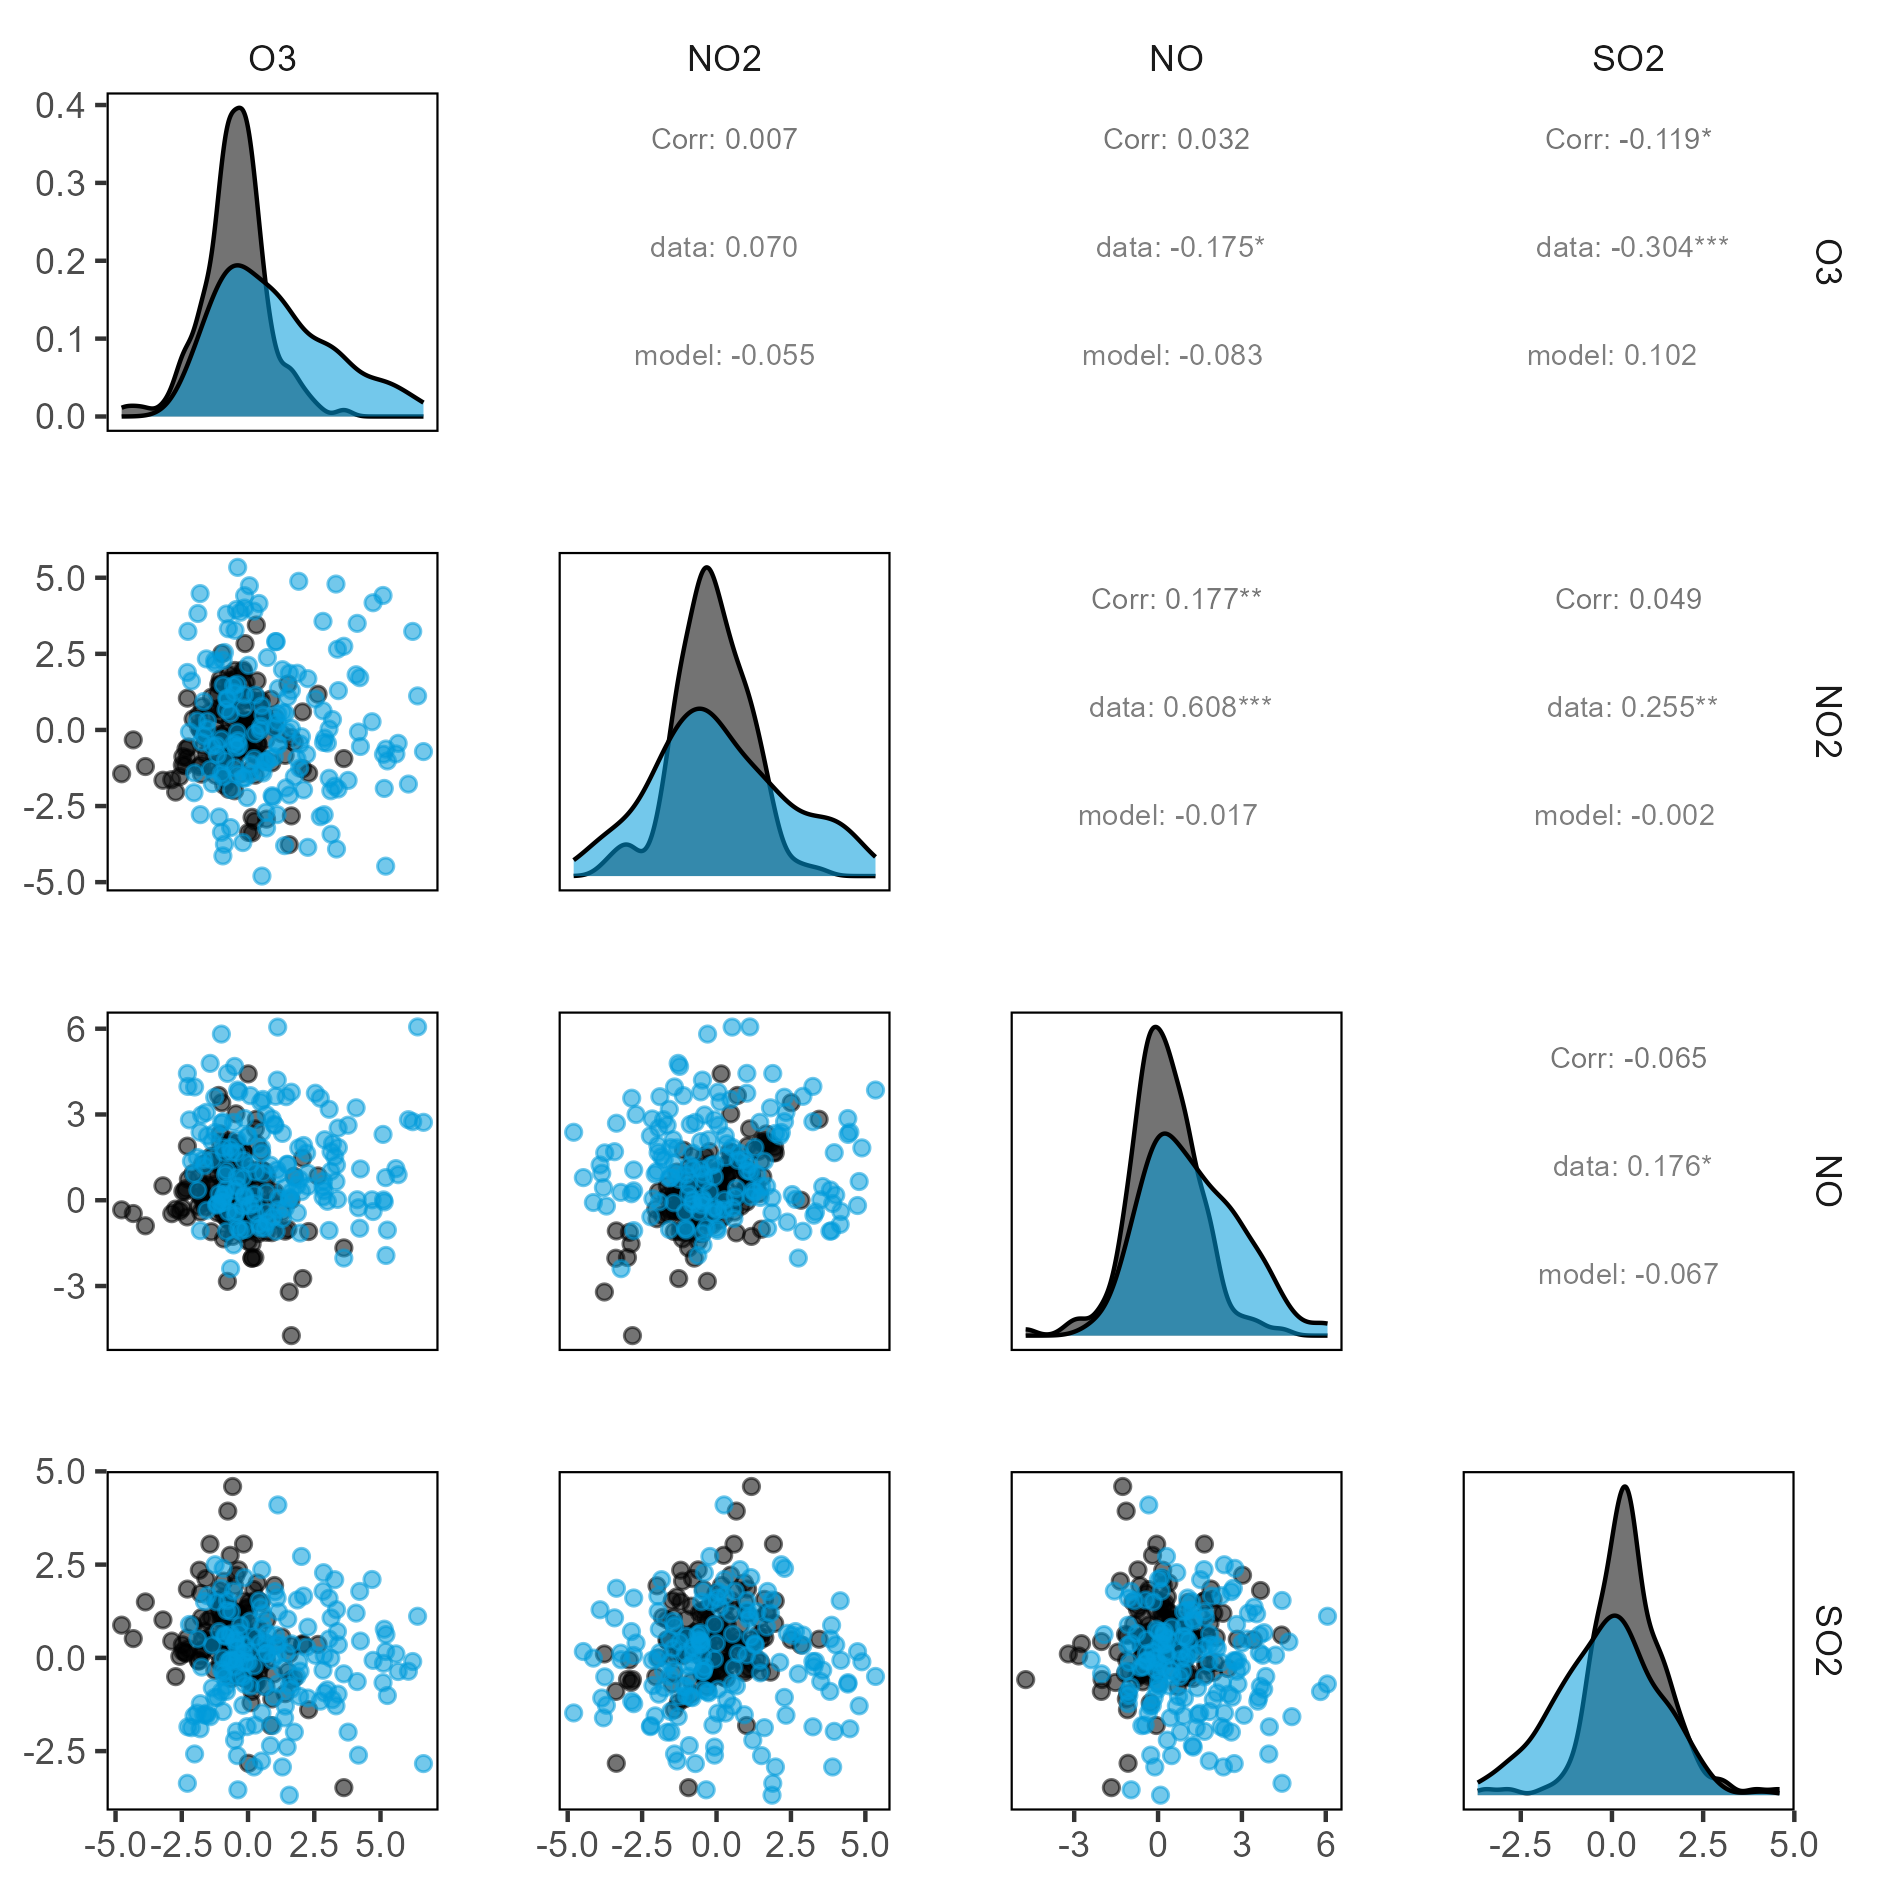 O3 NO2 NO SO2
0.4
0.3
0.2
0.1
0.0
Corr: 0.007
data: 0.070
model: -0.055
Corr: 0.032
data: -0.175*
model: -0.083
Corr: -0.119*
data: -0.304***
model: 0.102
O3
5.0
2.5
0.0
-2.5
-5.0
Corr: 0.177**
data: 0.608***
model: -0.017
Corr: 0.049
data: 0.255**
model: -0.002
NO2
6
3
0
-3
Corr: -0.065
data: 0.176*
model: -0.067
NO
5.0
2.5
0.0
-2.5
SO2
-5.0 -2.5 0.0 2.5 5.0
-5.0 -2.5 0.0 2.5 5.0
-3 0 3 6
-2.5 0.0 2.5 5.0